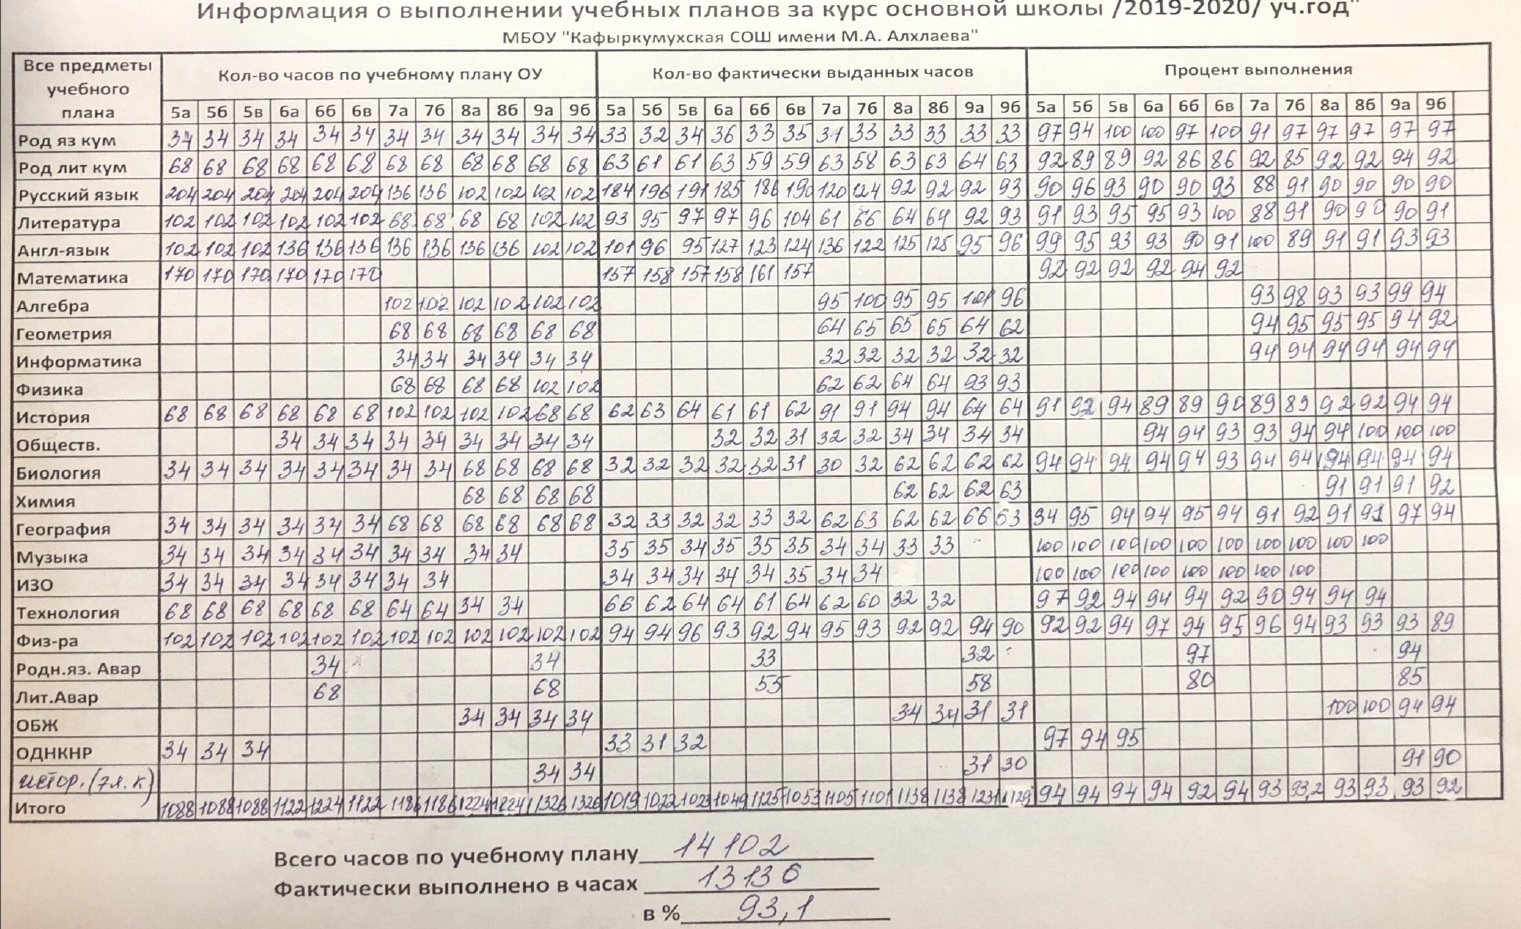 Информация о выполнении учебных планов за курс основной школы /2019-2020/ уч.год"
МБОУ "Кафыркумухская СОШ имени М.А. Алхлаева"
Все предметы учебного плана Кол-во часов по учебному плану ОУ Кол-во фактически выданных часов Процент выполнения
5а 5б 5в 6а 6б 6в 7а 7б 8а 8б 9а 9б 5а 5б 5в 6а 6б 6в 7а 7б 8а 8б 9а 9б 5а 5б 5в 6а 6б 6в 7а 7б 8а 8б 9а 9б
Род яз кум 34 34 34 34 34 34 34 34 34 34 34 34 33 32 34 36 33 35 31 33 33 33 33 33 97 94 100 100 97 100 91 97 97 97 97 97
Род лит кум 68 68 68 68 68 68 68 68 68 68 68 68 63 61 61 63 59 59 63 58 63 63 64 63 92 89 89 92 86 86 92 85 92 92 94 92
Русский язык 204 204 204 204 204 204 136 136 102 102 102 102 184 196 191 185 186 190 120 124 92 92 92 93 90 96 93 90 90 93 88 91 90 90 90 90
Литература 102 102 102 102 102 102 68 68 68 68 102 102 93 95 97 97 96 104 61 66 64 64 92 93 91 93 95 95 93 100 88 91 90 90 90 91
Англ-язык 102 102 102 136 136 136 136 136 136 136 102 102 101 96 95 127 123 124 136 122 125 125 95 96 99 95 93 93 90 91 100 89 91 91 93 93
Математика 170 170 170 170 170 170 157 158 157 158 161 157 92 92 92 92 94 92
Алгебра 102 102 102 102 102 102 95 100 95 95 101 96 93 98 93 93 99 94
Геометрия 68 68 68 68 68 68 64 65 65 65 64 62 94 95 95 95 94 92
Информатика 34 34 34 34 34 34 32 32 32 32 32 32 94 94 94 94 94 94
Физика 68 68 68 68 102 102 62 62 64 64 93 93
История 68 68 68 68 68 68 102 102 102 102 68 68 62 63 64 61 61 62 91 91 94 94 64 64 91 92 94 89 89 90 89 89 92 92 94 94
Обществ. 34 34 34 34 34 34 34 34 34 32 32 31 32 32 34 34 34 34 94 94 93 93 94 94 100 100 100
Биология 34 34 34 34 34 34 34 34 68 68 68 68 32 32 32 32 32 31 30 32 62 62 62 62 94 94 94 94 94 93 94 94 94 94 94 94
Химия 68 68 68 68 62 62 62 63 91 91 91 92
География 34 34 34 34 34 34 68 68 68 68 68 68 32 33 32 32 33 32 62 63 62 62 66 63 94 95 94 94 95 94 91 92 91 91 97 94
Музыка 34 34 34 34 34 34 34 34 34 34 35 35 34 35 35 35 34 34 33 33 100 100 100 100 100 100 100 100 100 100
ИЗО 34 34 34 34 34 34 34 34 34 34 34 34 34 35 34 34 100 100 100 100 100 100 100 100
Технология 68 68 68 68 68 68 64 64 34 34 66 62 64 64 61 64 62 60 32 32 97 92 94 94 94 92 90 94 94 94
Физ-ра 102 102 102 102 102 102 102 102 102 102 102 102 94 94 96 93 92 94 95 93 92 92 94 90 92 92 94 97 94 95 96 94 93 93 93 89
Родн.яз. Авар 34 34 33 32 97 94
Лит.Авар 68 68 55 58 80 85
ОБЖ 34 34 34 34 34 34 31 31 100 100 94 94
ОДНКНР 34 34 34 33 31 32 97 94 95
истор. 34 34 31 30 91 90
Итого 1088 1088 1088 1122 1224 1122 1186 1186 1224 1224 1326 1326 1019 1022 1023 1049 1125 1053 1105 1101 1138 1138 1231 1129 94 94 94 94 92 94 93 93,2 93 93 93 92
Всего часов по учебному плану 14102
Фактически выполнено в часах 13136
в % 93,1